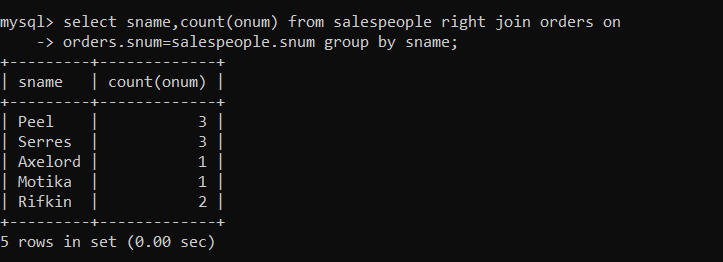 mysql> select sname,count(onum) from salespeople right join orders on
    -> orders.snum=salespeople.snum group by sname;
+---------+-------------+
| sname   | count(onum) |
+---------+-------------+
| Peel    |           3 |
| Serres  |           3 |
| Axelord |           1 |
| Motika  |           1 |
| Rifkin  |           2 |
+---------+-------------+
5 rows in set (0.00 sec)